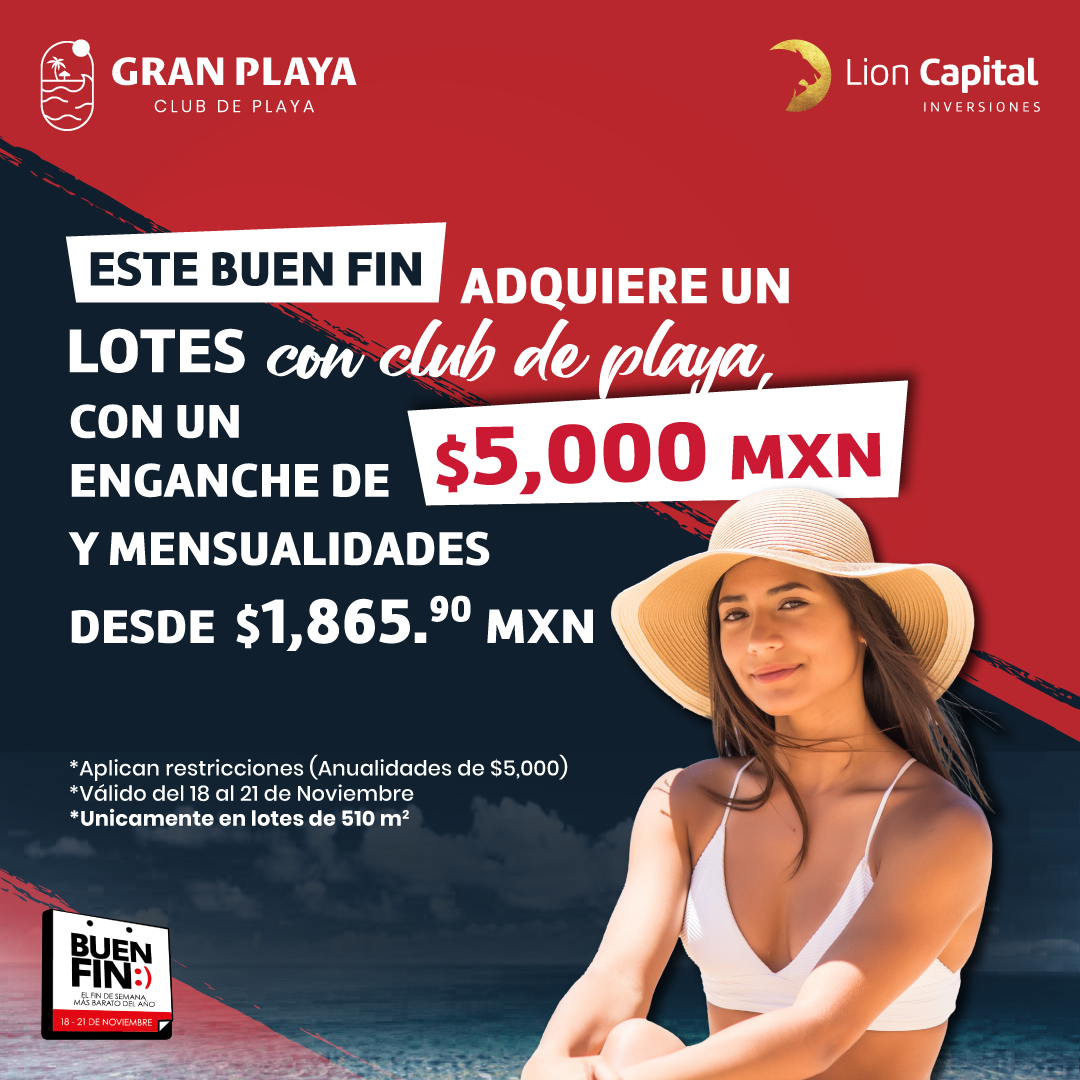 GRAN PLAYA
CLUB DE PLAYA
Lion Capital
INVERSIONES
ESTE BUEN FIN ADQUIERE UN
LOTES con club de playa,
CON UN
ENGANCHE DE $5,000 MXN
Y MENSUALIDADES
DESDE $1,865.90 MXN
*Aplican restricciones (Anualidades de $5,000)
*Válido del 18 al 21 de Noviembre
*Unicamente en lotes de 510 m²
BUEN
FIN:)
EL FIN DE SEMANA
MÁS BARATO DEL AÑO
18 - 21 DE NOVIEMBRE